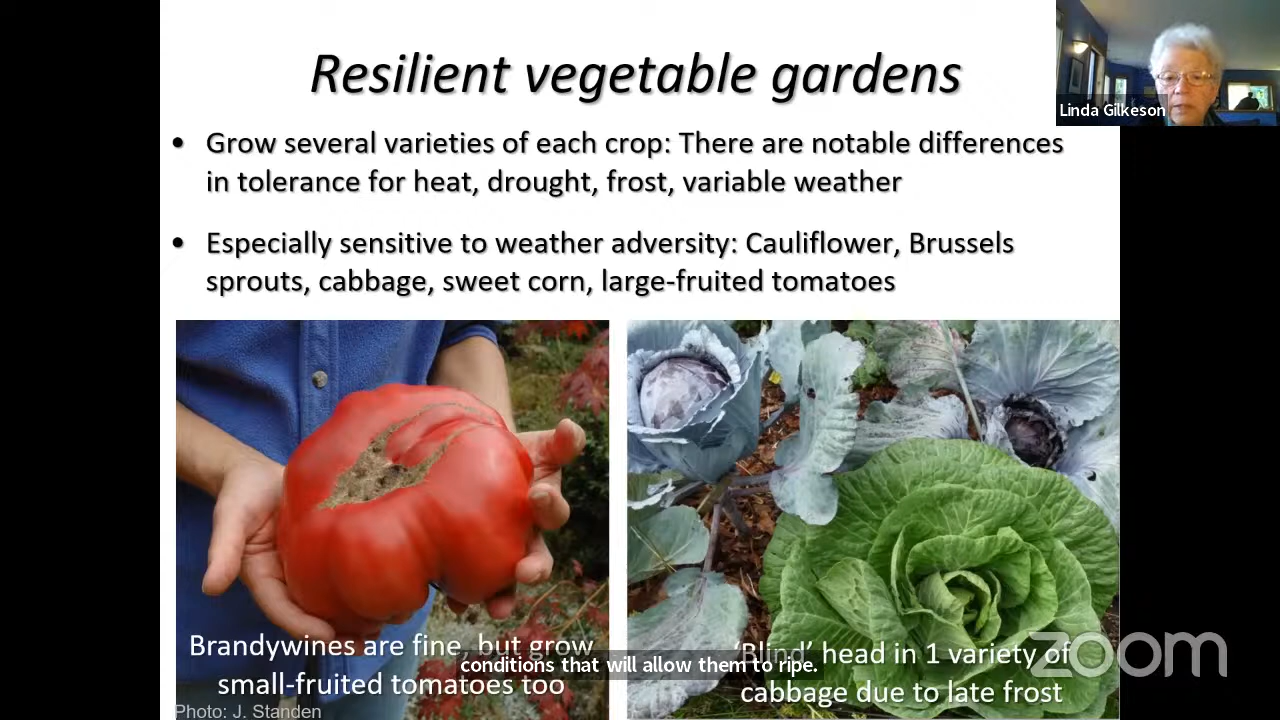 Resilient vegetable gardens
Linda Gilkeson
• Grow several varieties of each crop: There are notable differences
in tolerance for heat, drought, frost, variable weather
• Especially sensitive to weather adversity: Cauliflower, Brussels
sprouts, cabbage, sweet corn, large-fruited tomatoes
Brandywines are fine, but grow
small-fruited tomatoes too
Photo: J. Standen
‘Blind’ head in 1 variety of
cabbage due to late frost
conditions that will allow them to ripe.
zoom